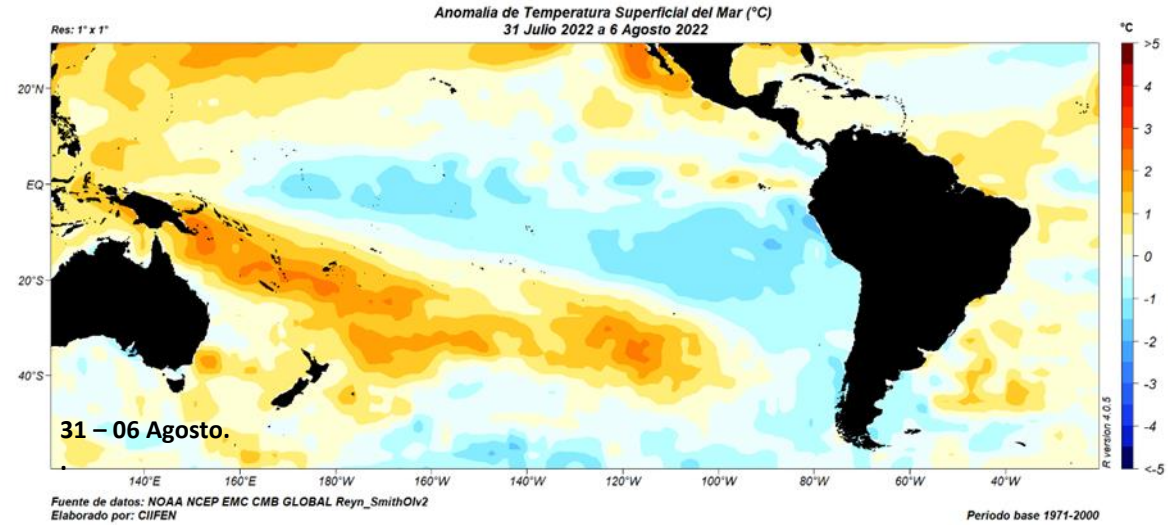 Anomalía de Temperatura Superficial del Mar (°C)
Res: 1° x 1°
31 Julio 2022 a 6 Agosto 2022
°C
>5
4
3
2
1
0
-1
-2
-3
-4
<-5
20°N
EQ
20°S
40°S
31 – 06 Agosto.
.
R version 4.0.5
140°E
160°E
180°W
160°W
140°W
120°W
100°W
80°W
60°W
40°W
Fuente de datos: NOAA NCEP EMC CMB GLOBAL Reyn_SmithOIv2
Elaborado por: CIIFEN
Periodo base 1971-2000